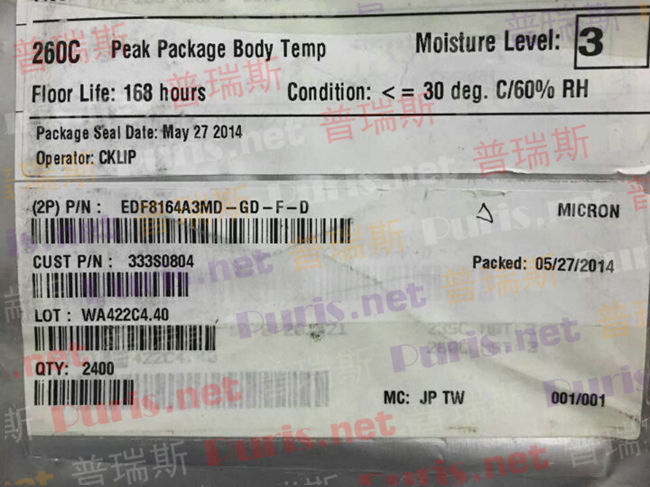 260C Peak Package Body Temp Moisture Level: 3
Floor Life: 168 hours Condition: <= 30 deg. C/60% RH
Package Seal Date: May 27 2014
Operator: CKLIP
(2P) P/N : EDF8164A3MD-GD-F-D MICRON
CUST P/N : 333S0804 Packed: 05/27/2014
LOT : WA422C4.40
QTY: 2400
MC: JP TW 001/001
普瑞斯 Puris.net